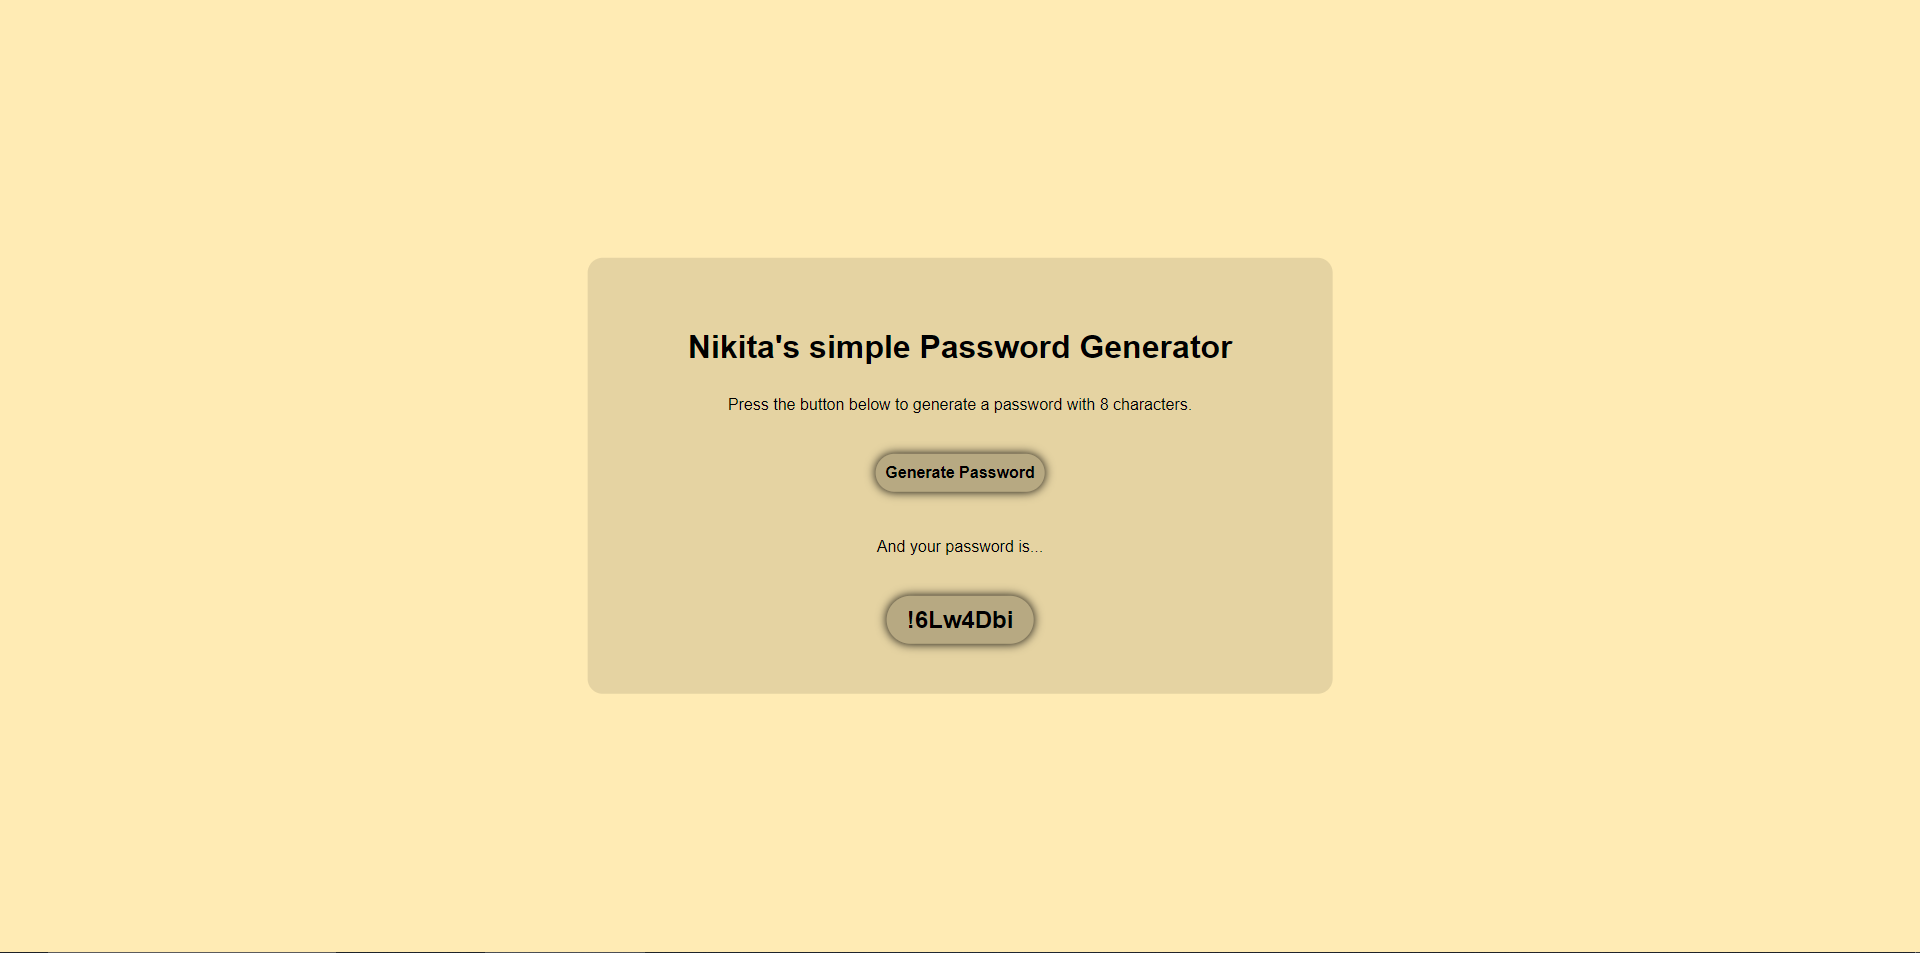 Nikita's simple Password Generator
Press the button below to generate a password with 8 characters.
Generate Password
And your password is...
!6Lw4Dbi